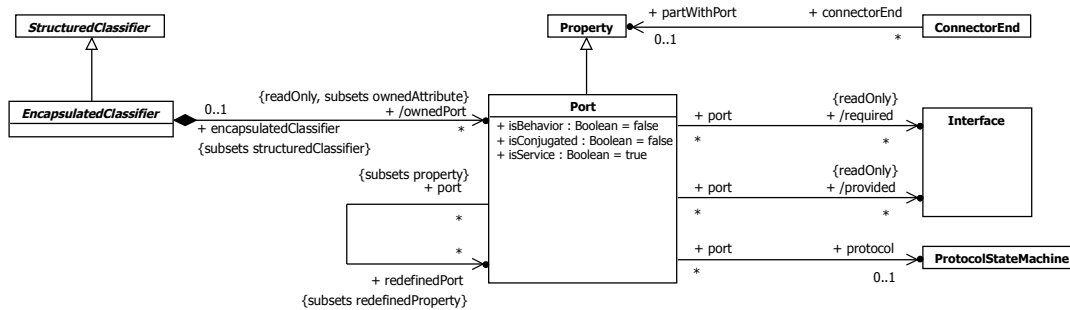 StructuredClassifier
Property
+ partWithPort
+ connectorEnd
ConnectorEnd
0..1
*
EncapsulatedClassifier
0..1
{readOnly, subsets ownedAttribute}
+ /ownedPort
*
+ encapsulatedClassifier
{subsets structuredClassifier}
Port
+ isBehavior : Boolean = false
+ isConjugated : Boolean = false
+ isService : Boolean = true
+ port
*
{readOnly}
+ /required
*
Interface
{subsets property}
+ port
*
*
+ redefinedPort
{subsets redefinedProperty}
+ port
*
{readOnly}
+ /provided
*
+ port
*
+ protocol
0..1
ProtocolStateMachine